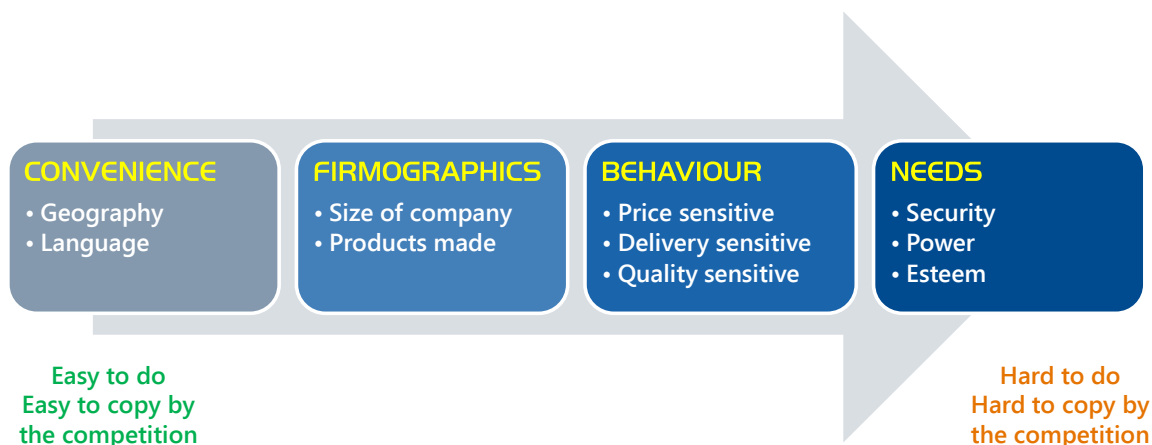 CONVENIENCE
• Geography
• Language
FIRMOGRAPHICS
• Size of company
• Products made
BEHAVIOUR
• Price sensitive
• Delivery sensitive
• Quality sensitive
NEEDS
• Security
• Power
• Esteem
Easy to do
Easy to copy by
the competition
Hard to do
Hard to copy by
the competition